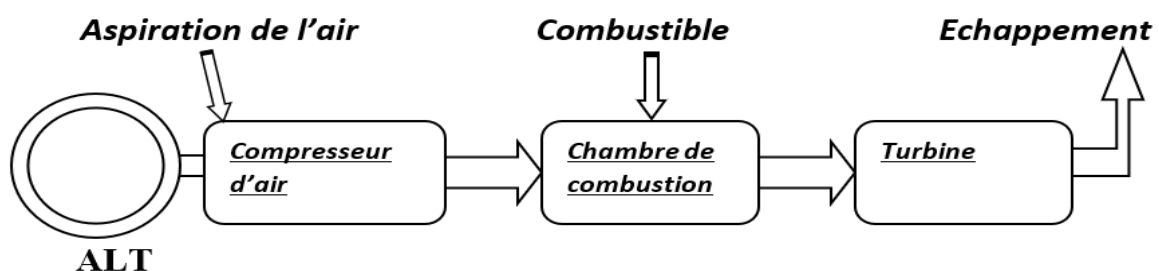 Aspiration de l’air
Combustible
Echappement
Compresseur
d’air
Chambre de
combustion
Turbine
ALT